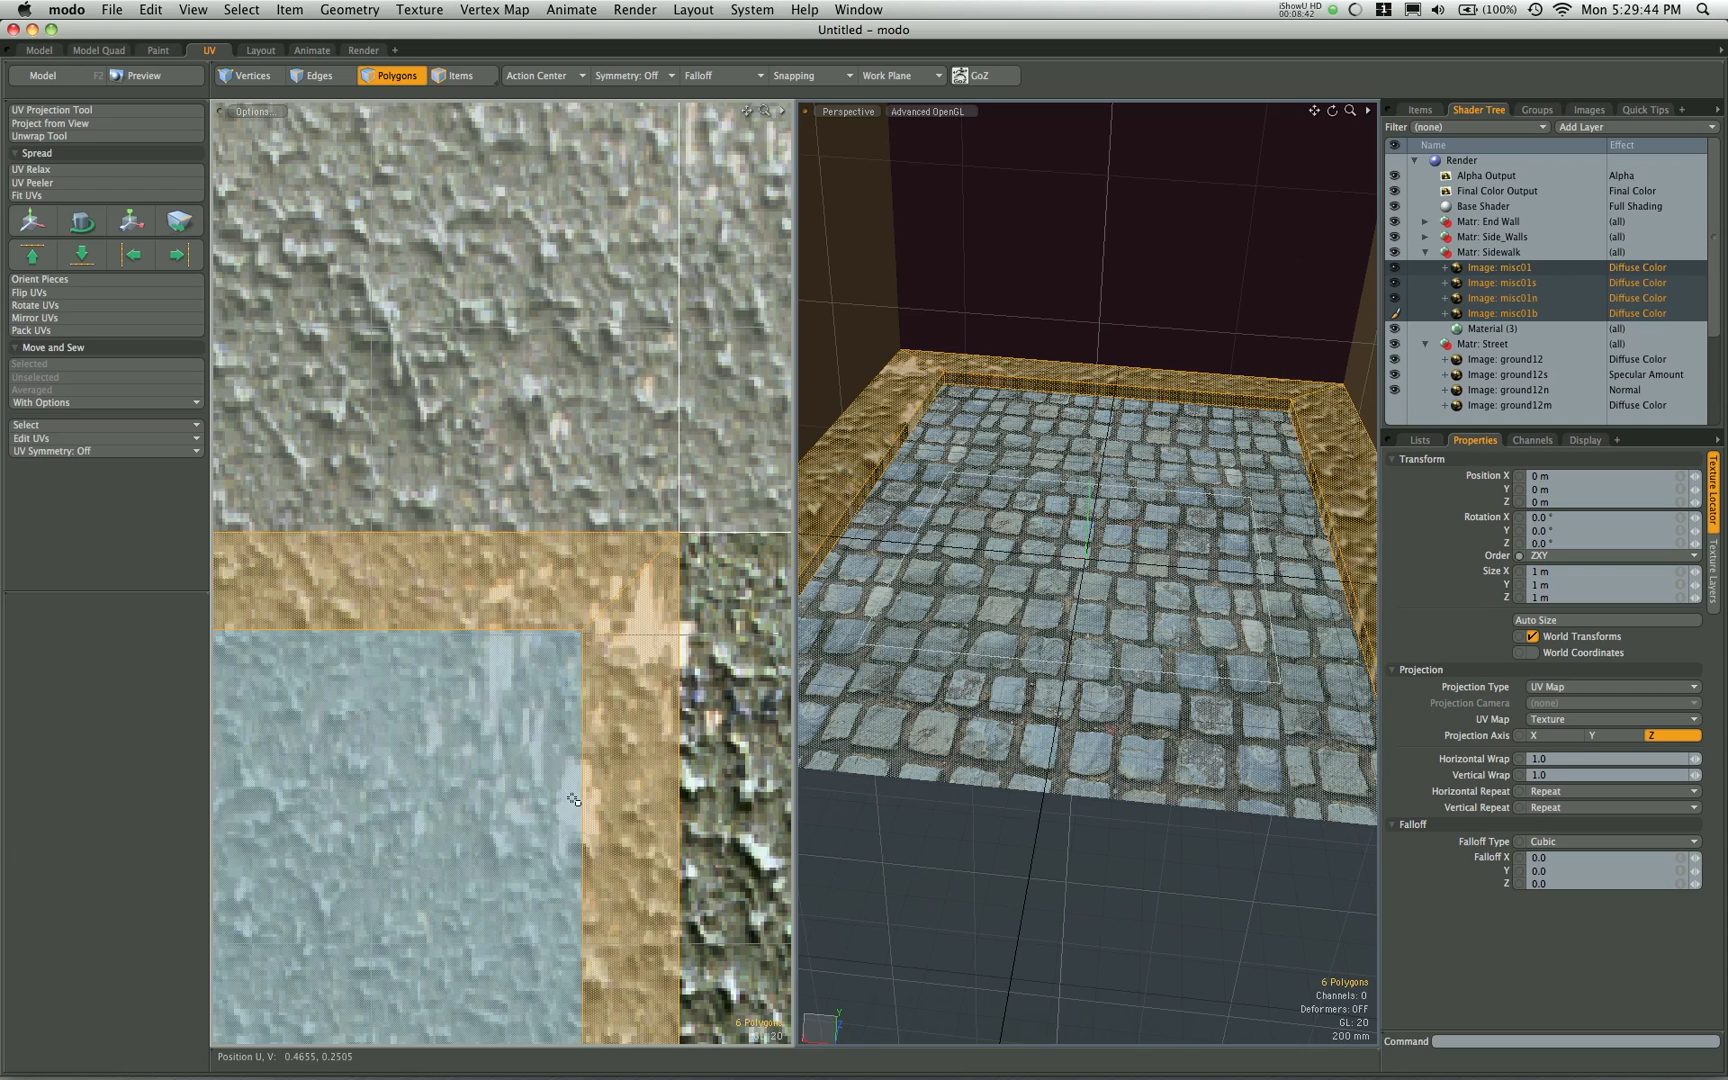 modo File Edit View Select Item Geometry Texture Vertex Map Animate Render Layout System Help Window
iShowU HD
00:08:42
1
(100%) Mon 5:29:44 PM
Untitled - modo
Model Model Quad Paint UV Layout Animate Render +
Model F2 Preview Vertices Edges Polygons Items Action Center Symmetry: Off Falloff Snapping Work Plane GoZ
UV Projection Tool
Project from View
Unwrap Tool
Spread
UV Relax
UV Peeler
Fit UVs
Orient Pieces
Flip UVs
Rotate UVs
Mirror UVs
Pack UVs
Move and Sew
Selected
Unselected
Averaged
With Options
Select
Edit UVs
UV Symmetry: Off
Options...
6 Polygons
GL: 20
Position U, V: 0.4655, 0.2505
Perspective Advanced OpenGL
6 Polygons
Channels: 0
Deformers: OFF
GL: 20
200 mm
Y
Z
Items Shader Tree Groups Images Quick Tips +
Filter (none) Add Layer
Name Effect
Render
Alpha Output Alpha
Final Color Output Final Color
Base Shader Full Shading
Matr: End Wall (all)
Matr: Side_Walls (all)
Matr: Sidewalk (all)
Image: misc01 Diffuse Color
Image: misc01s Diffuse Color
Image: misc01n Diffuse Color
Image: misc01b Diffuse Color
Material (3) (all)
Matr: Street (all)
Image: ground12 Diffuse Color
Image: ground12s Specular Amount
Image: ground12n Normal
Image: ground12m Diffuse Color
Lists Properties Channels Display +
Transform
Position X 0 m
Y 0 m
Z 0 m
Rotation X 0.0 °
Y 0.0 °
Z 0.0 °
Order ZXY
Size X 1 m
Y 1 m
Z 1 m
Auto Size
World Transforms
World Coordinates
Projection
Projection Type UV Map
Projection Camera (none)
UV Map Texture
Projection Axis X Y Z
Horizontal Wrap 1.0
Vertical Wrap 1.0
Horizontal Repeat Repeat
Vertical Repeat Repeat
Falloff
Falloff Type Cubic
Falloff X 0.0
Y 0.0
Z 0.0
Texture Locator
Texture Layers
Command